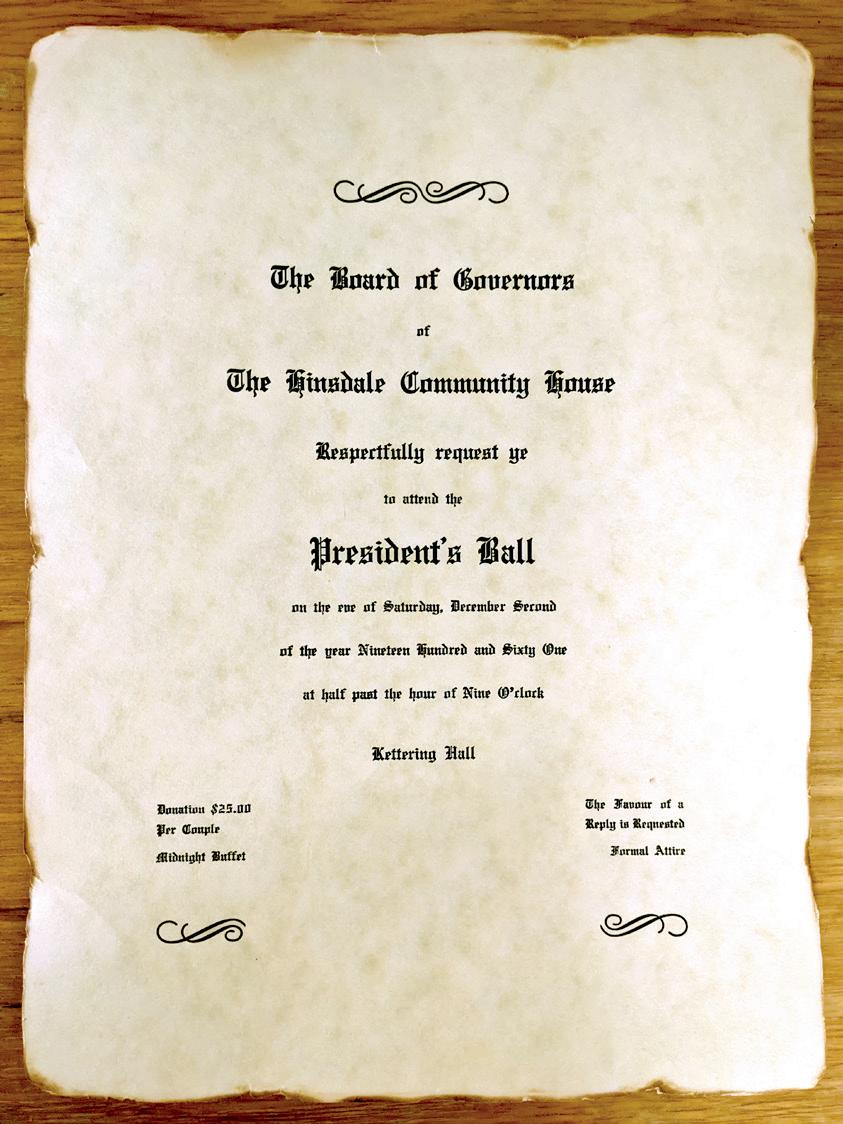 The Board of Governors
of
The Hinsdale Community House
Respectfully request ye
to attend the
President's Ball
on the eve of Saturday, December Second
of the year Nineteen Hundred and Sixty One
at half past the hour of Nine O'clock
Kettering Hall
Donation $25.00
Per Couple
Midnight Buffet
The Favour of a
Reply is Requested
Formal Attire